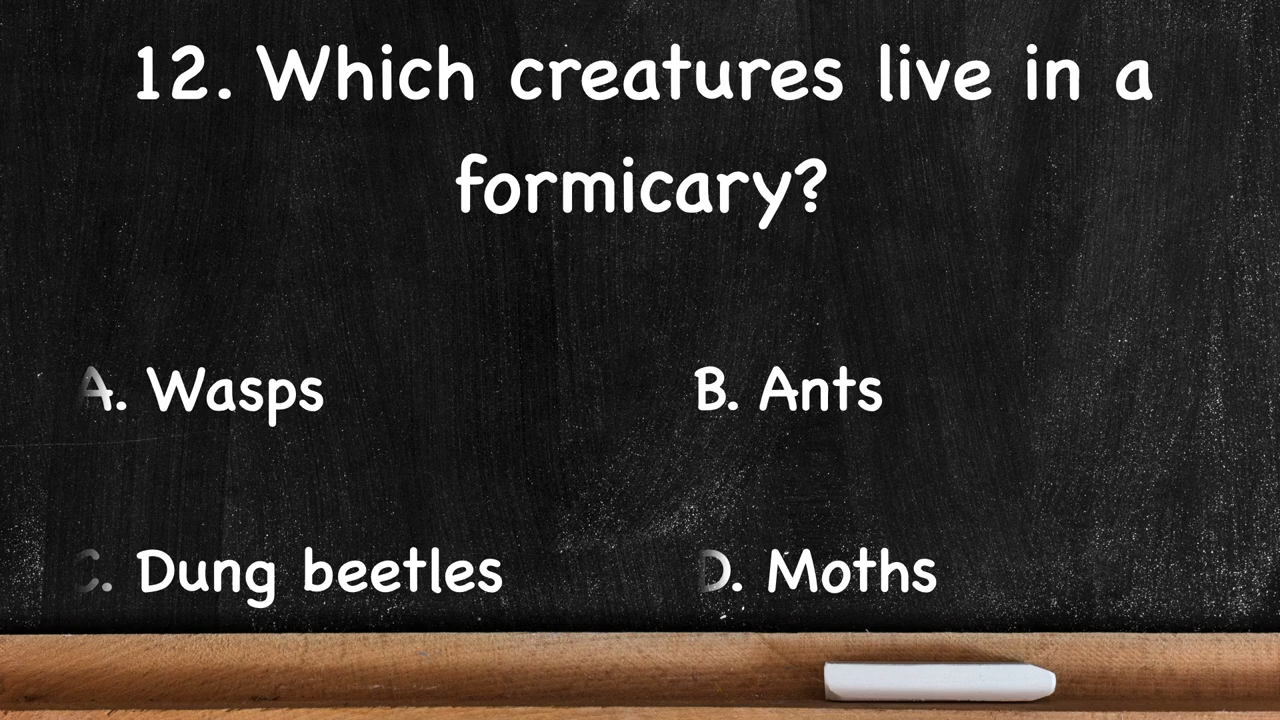 12. Which creatures live in a
formicary?
A. Wasps
B. Ants
C. Dung beetles
D. Moths